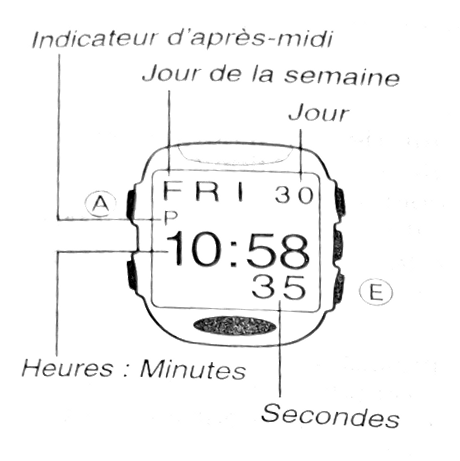 Indicateur d'après-midi
Jour de la semaine
Jour
FRI 30
A
P
10:58
35
E
Heures : Minutes
Secondes